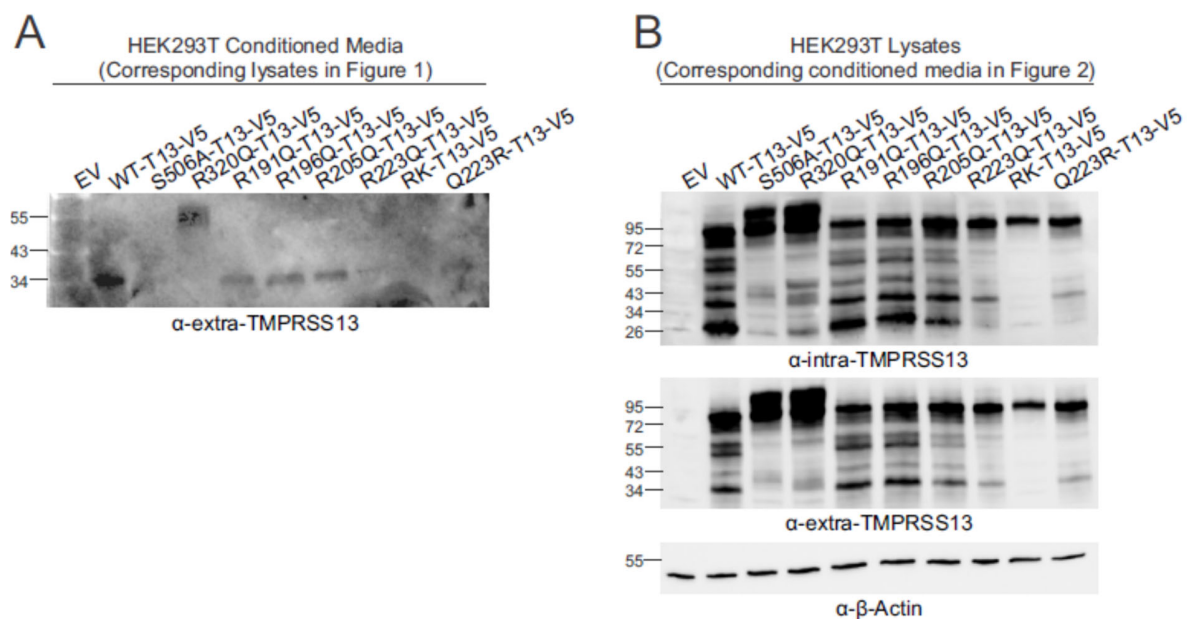 A
HEK293T Conditioned Media
(Corresponding lysates in Figure 1)
EV
WT-T13-V5
S506A-T13-V5
R320Q-T13-V5
R191Q-T13-V5
R196Q-T13-V5
R205Q-T13-V5
R223Q-T13-V5
RK-T13-V5
Q223R-T13-V5
55
43
34
α-extra-TMPRSS13
B
HEK293T Lysates
(Corresponding conditioned media in Figure 2)
EV
WT-T13-V5
S506A-T13-V5
R320Q-T13-V5
R191Q-T13-V5
R196Q-T13-V5
R205Q-T13-V5
R223Q-T13-V5
RK-T13-V5
Q223R-T13-V5
95
72
55
43
34
26
α-intra-TMPRSS13
95
72
55
43
34
α-extra-TMPRSS13
55
α-β-Actin